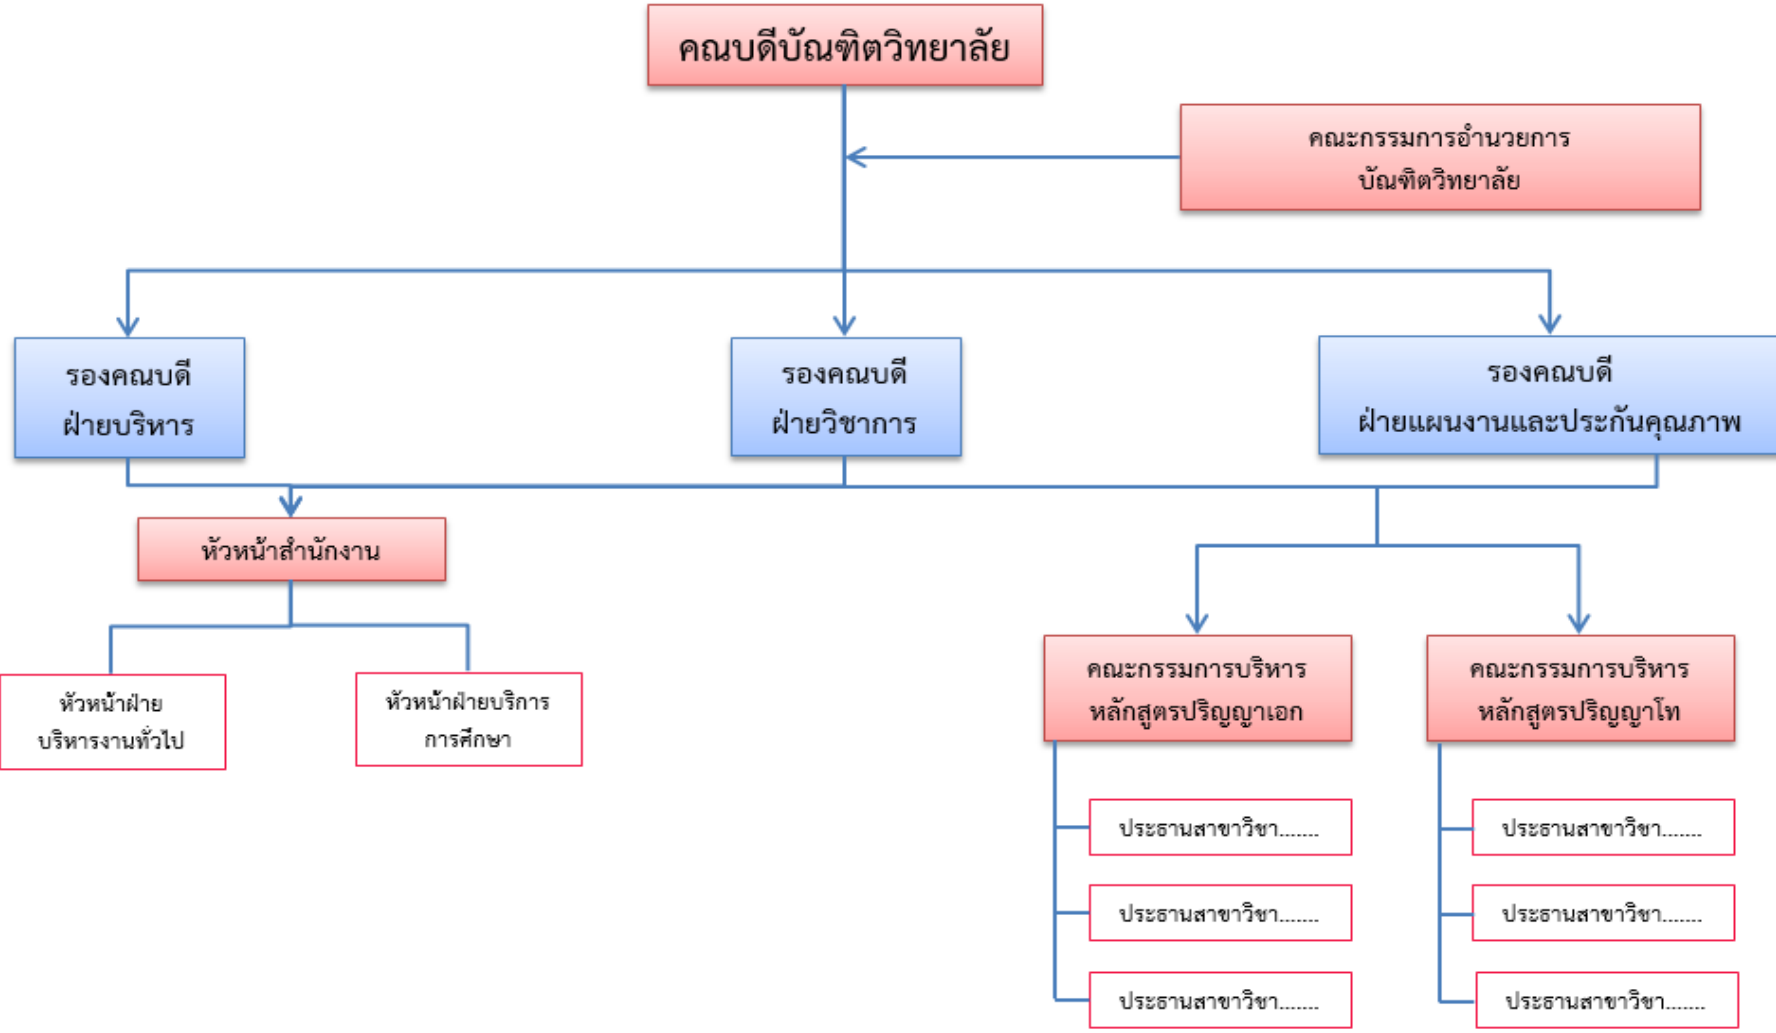 คณบดีบัณฑิตวิทยาลัย
คณะกรรมการอำนวยการ
บัณฑิตวิทยาลัย
รองคณบดี
ฝ่ายบริหาร
รองคณบดี
ฝ่ายวิชาการ
รองคณบดี
ฝ่ายแผนงานและประกันคุณภาพ
หัวหน้าสำนักงาน
หัวหน้าฝ่าย
บริหารงานทั่วไป
หัวหน้าฝ่ายบริการ
การศึกษา
คณะกรรมการบริหาร
หลักสูตรปริญญาเอก
ประธานสาขาวิชา.......
ประธานสาขาวิชา.......
ประธานสาขาวิชา.......
คณะกรรมการบริหาร
หลักสูตรปริญญาโท
ประธานสาขาวิชา.......
ประธานสาขาวิชา.......
ประธานสาขาวิชา.......